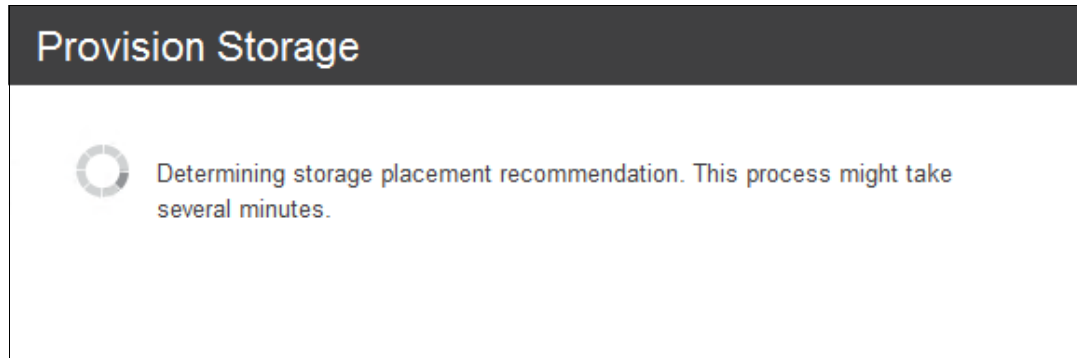 Provision Storage
Determining storage placement recommendation. This process might take
several minutes.